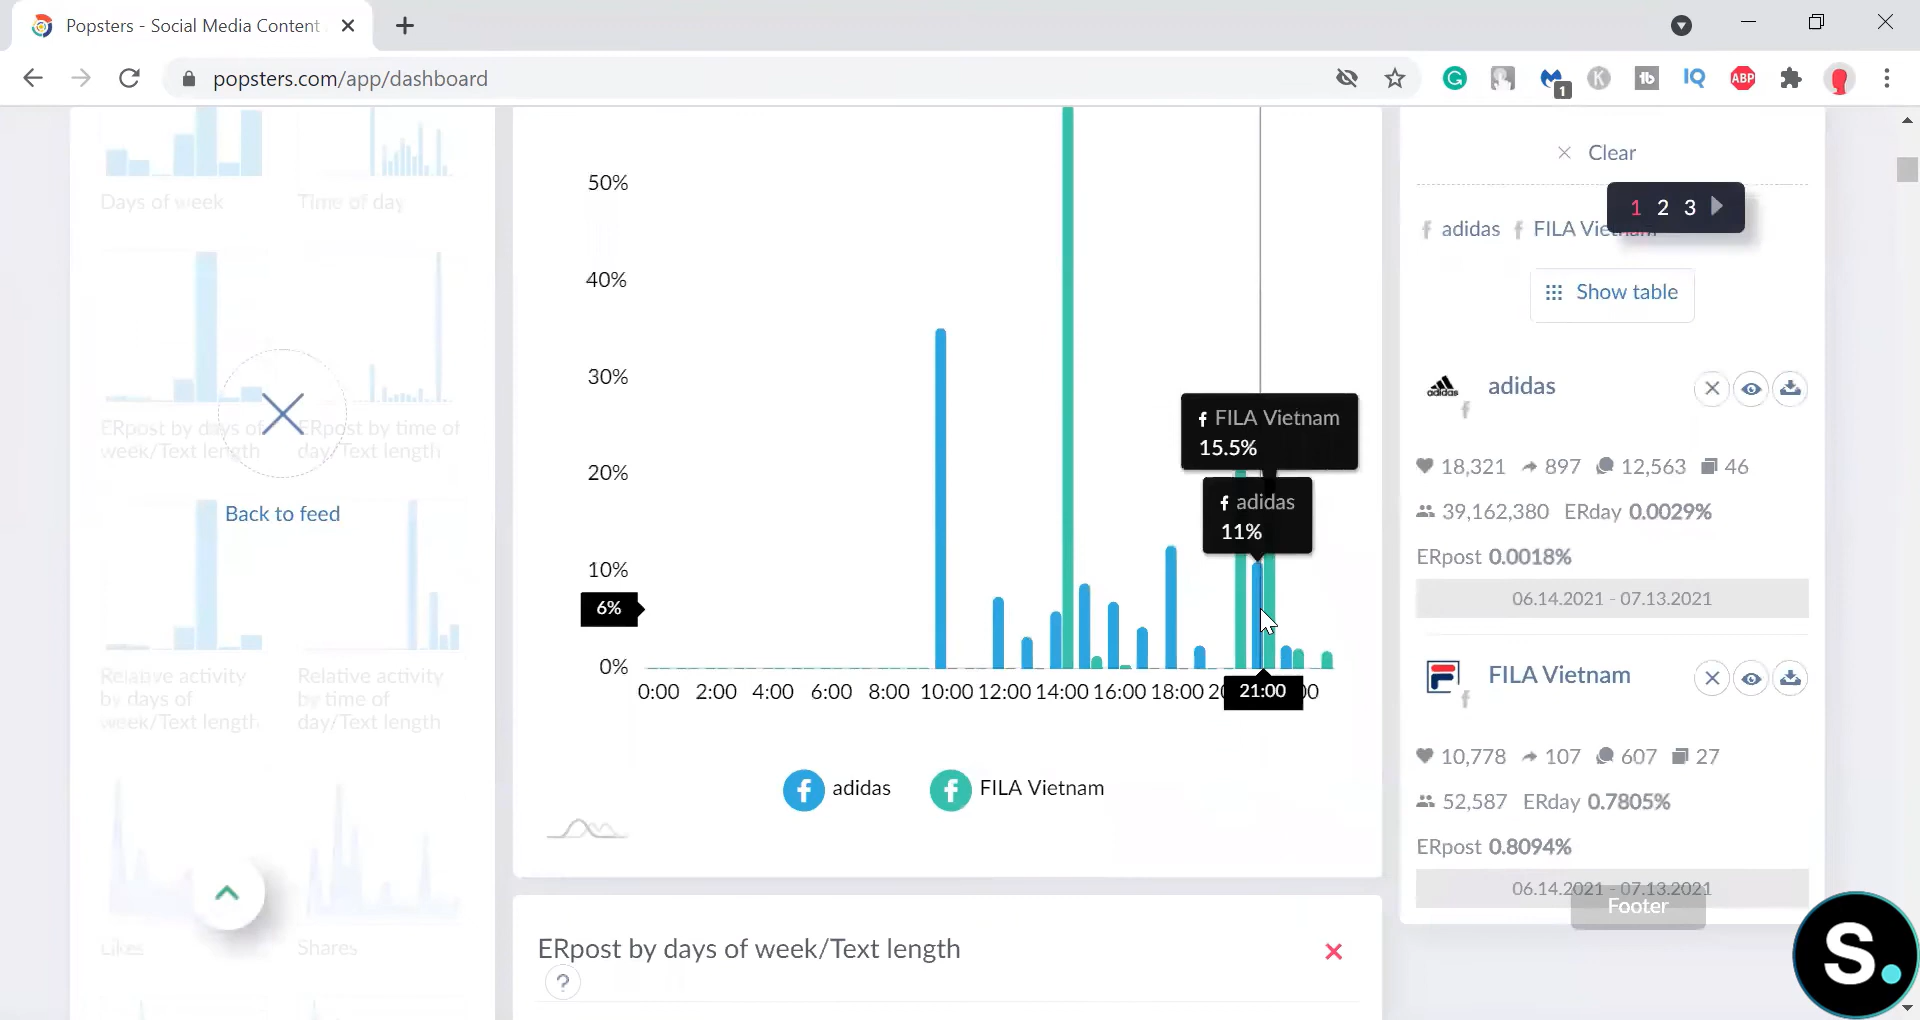 Popsters - Social Media Content
popsters.com/app/dashboard
1
K
tb
IQ
ABP
Days of week
Time of day
ERpost by days of
week/Text length
ERpost by time of
day/Text length
Back to feed
Relative activity
by days of
week/Text length
Relative activity
by time of
day/Text length
Likes
Shares
50%
40%
30%
20%
10%
6%
0%
FILA Vietnam
15.5%
adidas
11%
0:00 2:00 4:00 6:00 8:00 10:00 12:00 14:00 16:00 18:00 21:00
adidas
FILA Vietnam
ERpost by days of week/Text length
?
Clear
1 2 3
adidas FILA Vietnam
Show table
adidas
adidas
18,321 897 12,563 46
39,162,380 ERday 0.0029%
ERpost 0.0018%
06.14.2021 - 07.13.2021
FILA Vietnam
10,778 107 607 27
52,587 ERday 0.7805%
ERpost 0.8094%
06.14.2021 - 07.13.2021
Footer
S.